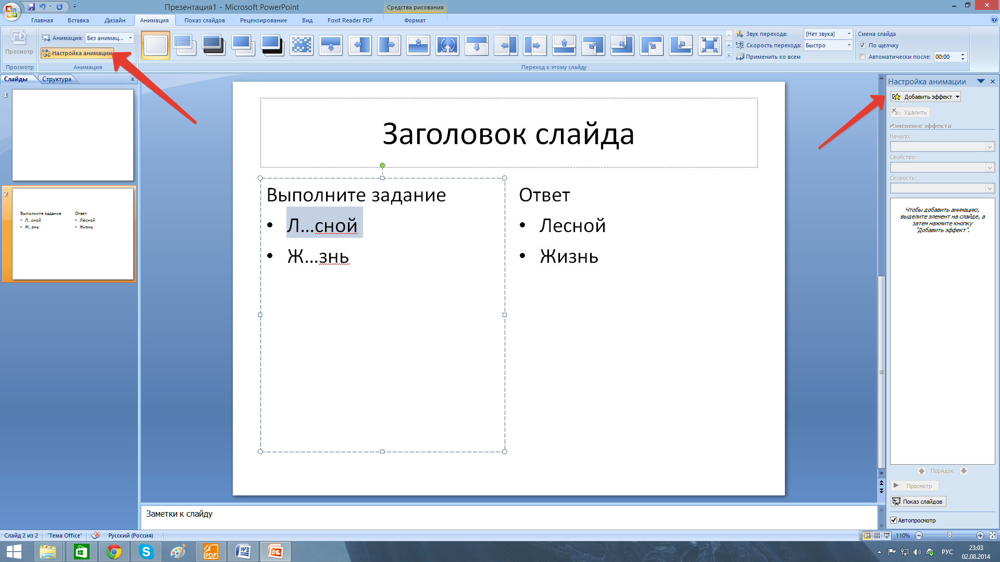 Презентация1 - Microsoft PowerPoint
Средства рисования
Главная
Вставка
Дизайн
Анимация
Показ слайдов
Рецензирование
Вид
Foxit Reader PDF
Формат
Просмотр
Анимация: Без анимац...
Настройка анимации
Звук перехода: [Нет звука]
Скорость перехода: Быстро
Применить ко всем
Смена слайда
По щелчку
Автоматически после: 00:00
Просмотр
Анимация
Переход к этому слайду
Слайды
Структура
1
2
Выполните задание
Л...сной
Ж...знь
Ответ
Лесной
Жизнь
Заголовок слайда
Выполните задание
• Л...сной
• Ж...знь
Ответ
• Лесной
• Жизнь
Заметки к слайду
Настройка анимации
Добавить эффект
Удалить
Изменение эффекта
Начало:
Свойство:
Скорость:
Чтобы добавить анимацию,
выделите элемент на слайде, а
затем нажмите кнопку
"Добавить эффект".
Порядок
Просмотр
Показ слайдов
Автопросмотр
Слайд 2 из 2
"Тема Office"
Русский (Россия)
110%
PDF
РУС
23:03
02.08.2014